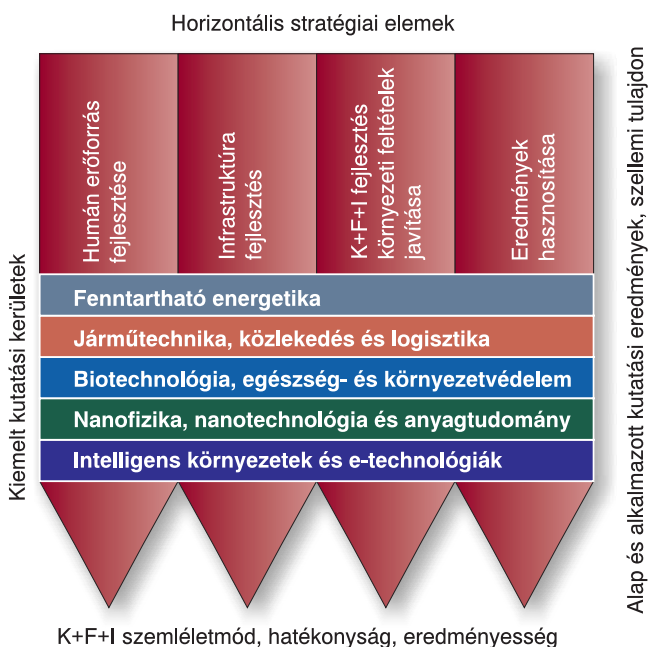 Horizontális stratégiai elemek
Humán erőforrás
fejlesztése
Infrastruktúra
fejlesztés
K+F+I fejlesztés
környezeti feltételek
javítása
Eredmények
hasznosítása
Kiemelt kutatási kerületek
Fenntartható energetika
Járműtechnika, közlekedés és logisztika
Biotechnológia, egészség- és környezetvédelem
Nanofizika, nanotechnológia és anyagtudomány
Intelligens környezetek és e-technológiák
Alap és alkalmazott kutatási eredmények, szellemi tulajdon
K+F+I szemléletmód, hatékonyság, eredményesség